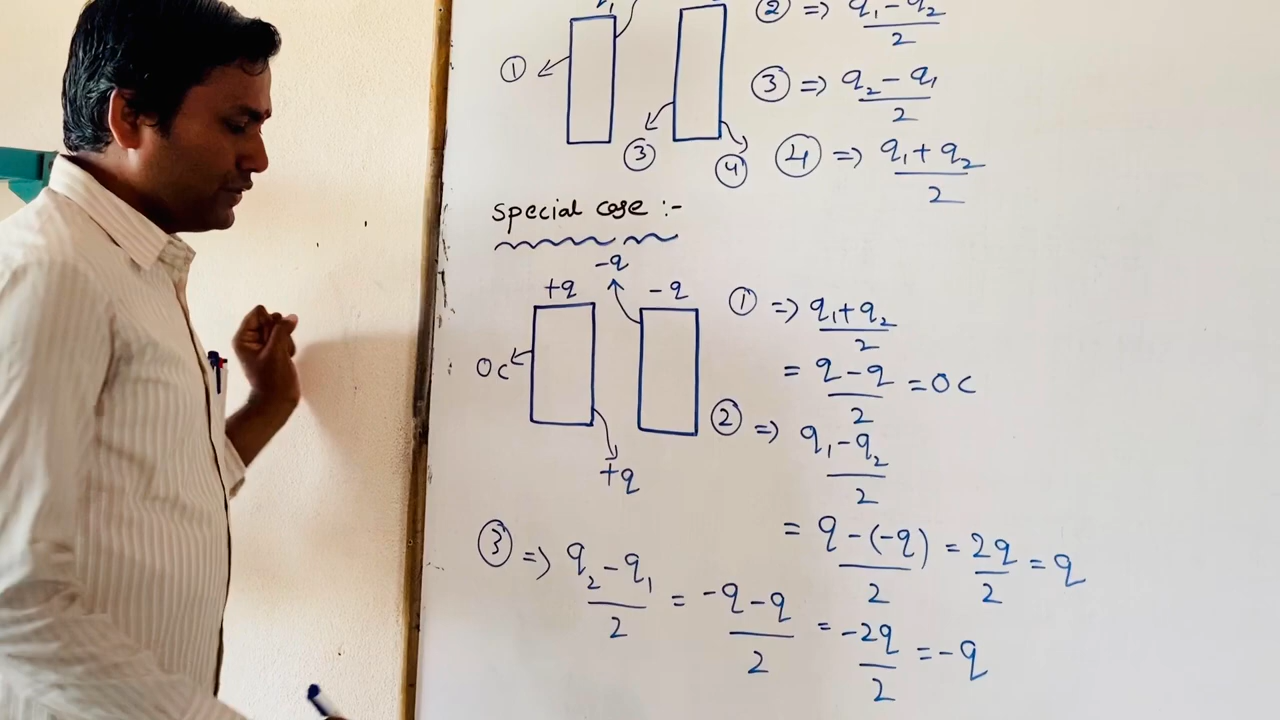 ② => q₁-q₂/2
①
③ => q₂-q₁/2
③ ④
④ => q₁+q₂/2
Special case :-
-q
+q -q
0c
+q
① => q₁+q₂/2
= q-q/2 = 0c
② => q₁-q₂/2
= q-(-q)/2 = 2q/2 = q
③ => q₂-q₁/2 = -q-q/2 = -2q/2 = -q